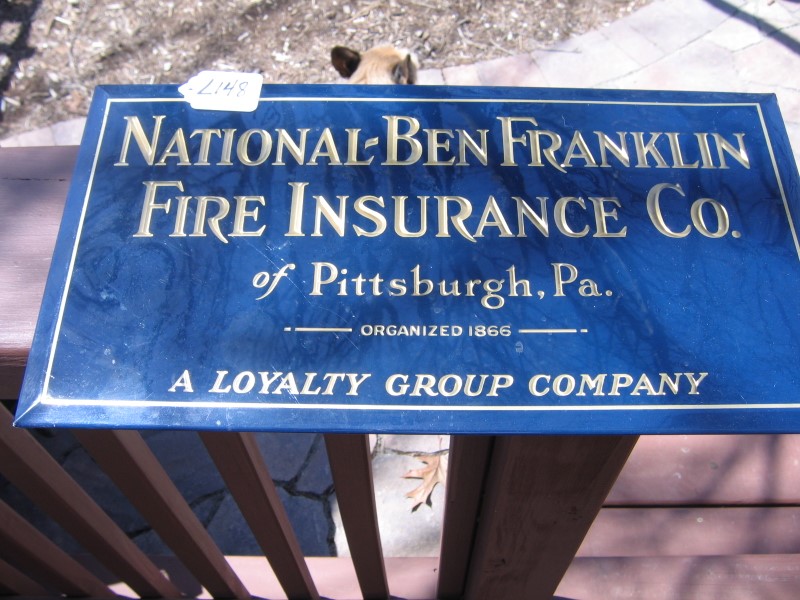 L148
NATIONAL-BEN FRANKLIN
FIRE INSURANCE CO.
of Pittsburgh, Pa.
ORGANIZED 1866
A LOYALTY GROUP COMPANY